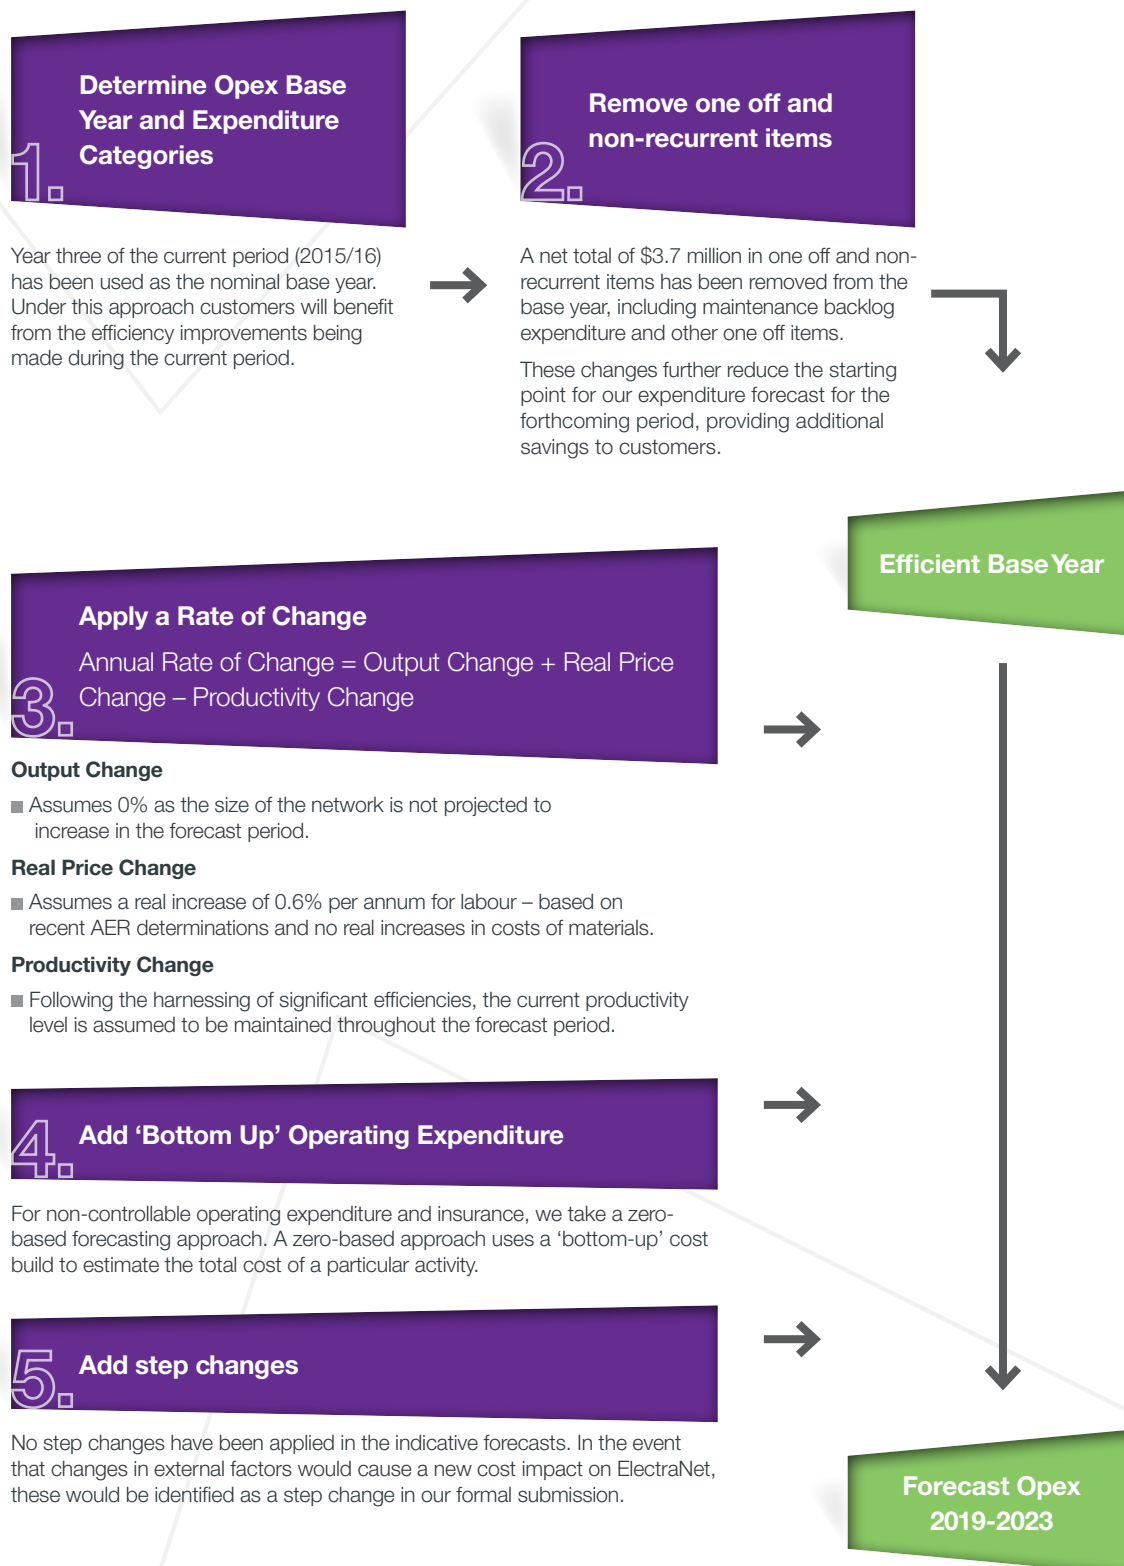 1.
Determine Opex Base
Year and Expenditure
Categories
Year three of the current period (2015/16)
has been used as the nominal base year.
Under this approach customers will benefit
from the efficiency improvements being
made during the current period.
2.
Remove one off and
non-recurrent items
A net total of $3.7 million in one off and non-
recurrent items has been removed from the
base year, including maintenance backlog
expenditure and other one off items.
These changes further reduce the starting
point for our expenditure forecast for the
forthcoming period, providing additional
savings to customers.
Efficient Base Year
3.
Apply a Rate of Change
Annual Rate of Change = Output Change + Real Price
Change – Productivity Change
Output Change
Assumes 0% as the size of the network is not projected to
increase in the forecast period.
Real Price Change
Assumes a real increase of 0.6% per annum for labour – based on
recent AER determinations and no real increases in costs of materials.
Productivity Change
Following the harnessing of significant efficiencies, the current productivity
level is assumed to be maintained throughout the forecast period.
4.
Add ‘Bottom Up’ Operating Expenditure
For non-controllable operating expenditure and insurance, we take a zero-
based forecasting approach. A zero-based approach uses a ‘bottom-up’ cost
build to estimate the total cost of a particular activity.
5.
Add step changes
No step changes have been applied in the indicative forecasts. In the event
that changes in external factors would cause a new cost impact on ElectraNet,
these would be identified as a step change in our formal submission.
Forecast Opex
2019-2023